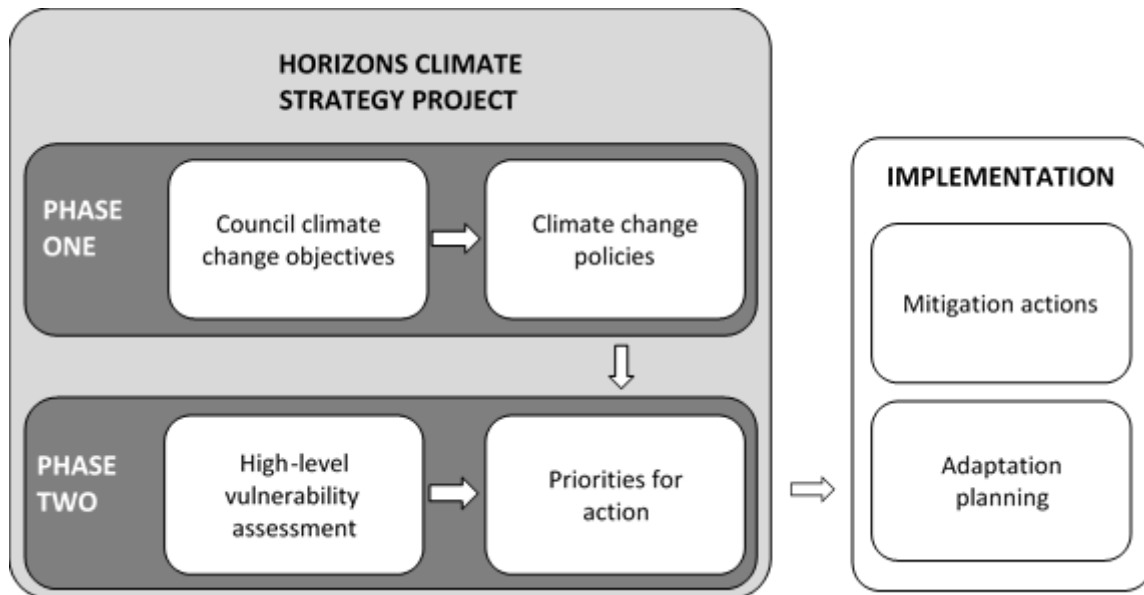 HORIZONS CLIMATE
STRATEGY PROJECT
PHASE
ONE
Council climate
change objectives
Climate change
policies
PHASE
TWO
High-level
vulnerability
assessment
Priorities for
action
IMPLEMENTATION
Mitigation actions
Adaptation
planning